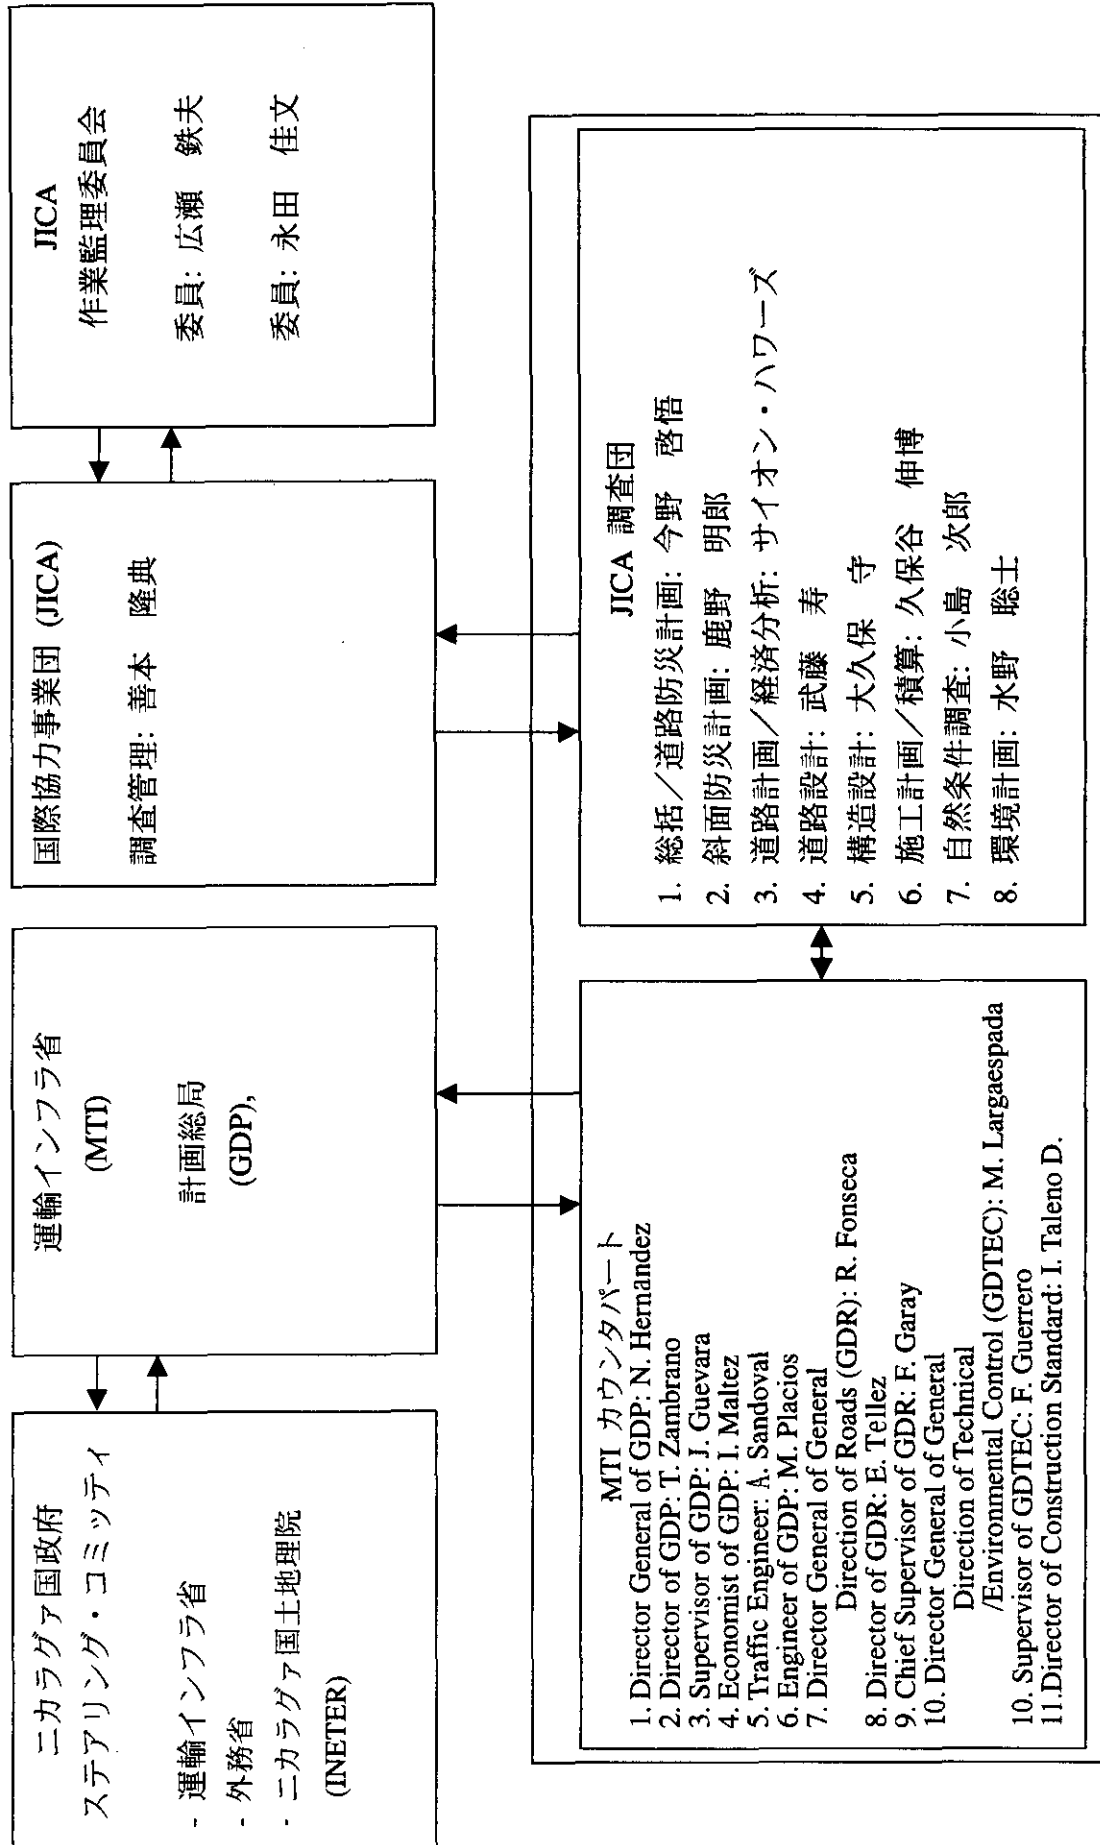 ニカラグァ国政府
ステアリング・コミッティ
- 運輸インフラ省
- 外務省
- ニカラグァ国土地理院
(INETER)
運輸インフラ省
(MTI)
計画総局
(GDP),
国際協力事業団 (JICA)
調査管理: 善本 隆典
JICA
作業監理委員会
委員: 広瀬 鉄夫
委員: 永田 佳文
MTI カウンタパート
1. Director General of GDP: N. Hernandez
2. Director of GDP: T. Zambrano
3. Supervisor of GDP: J. Guevara
4. Economist of GDP: I. Maltez
5. Traffic Engineer: A. Sandoval
6. Engineer of GDP: M. Placios
7. Director General of General
Direction of Roads (GDR): R. Fonseca
8. Director of GDR: E. Tellez
9. Chief Supervisor of GDR: F. Garay
10. Director General of General
Direction of Technical
/Environmental Control (GDTEC): M. Largaespada
10. Supervisor of GDTEC: F. Guerrero
11.Director of Construction Standard: I. Taleno D.
JICA 調査団
1. 総括／道路防災計画: 今野 啓悟
2. 斜面防災計画: 鹿野 明郎
3. 道路計画／経済分析: サイオン・ハワーズ
4. 道路設計: 武藤 寿
5. 構造設計: 大久保 守
6. 施工計画／積算: 久保谷 伸博
7. 自然条件調査: 小島 次郎
8. 環境計画: 水野 聡士